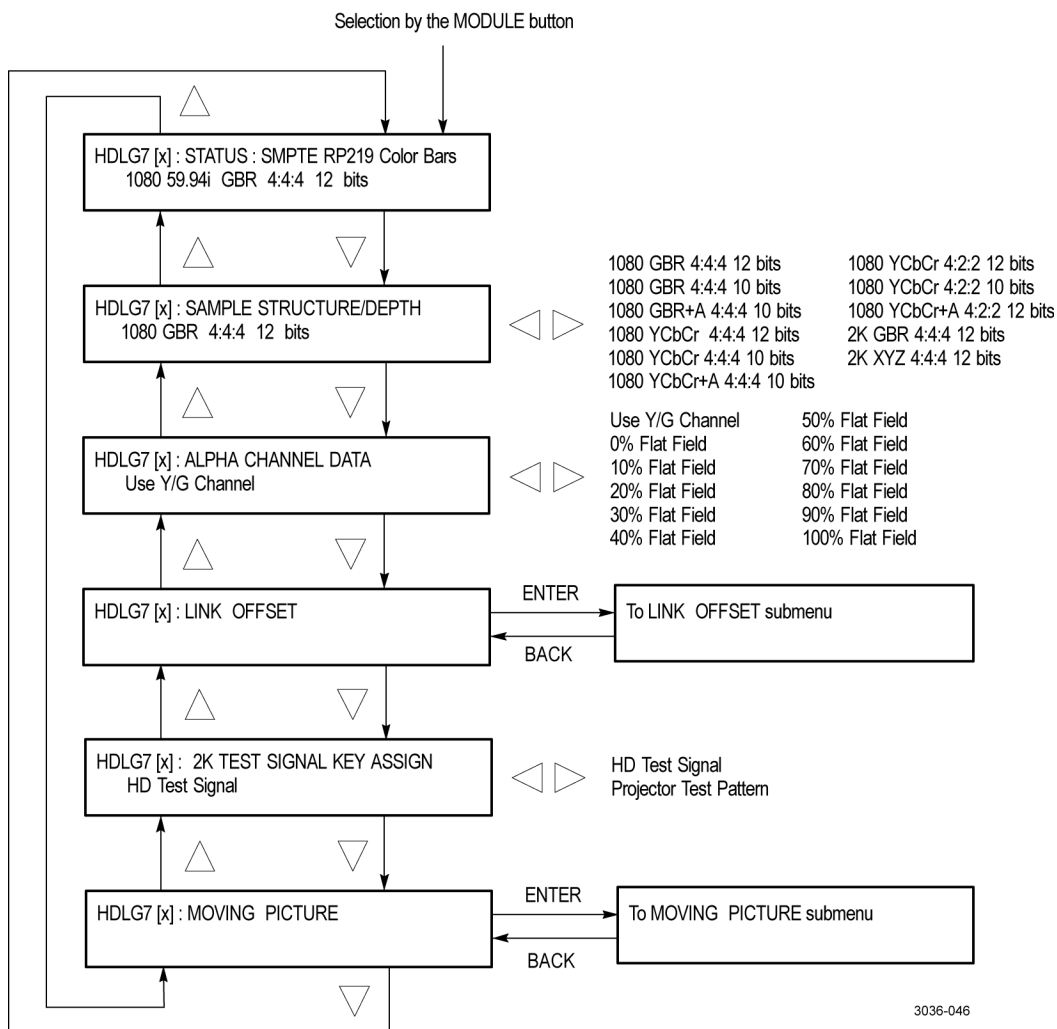 Selection by the MODULE button
HDLG7 [x] : STATUS : SMPTE RP219 Color Bars
1080 59.94i GBR 4:4:4 12 bits
HDLG7 [x] : SAMPLE STRUCTURE/DEPTH
1080 GBR 4:4:4 12 bits
1080 GBR 4:4:4 12 bits
1080 GBR 4:4:4 10 bits
1080 GBR+A 4:4:4 10 bits
1080 YCbCr 4:4:4 12 bits
1080 YCbCr 4:4:4 10 bits
1080 YCbCr+A 4:4:4 10 bits
1080 YCbCr 4:2:2 12 bits
1080 YCbCr 4:2:2 10 bits
1080 YCbCr+A 4:2:2 12 bits
2K GBR 4:4:4 12 bits
2K XYZ 4:4:4 12 bits
HDLG7 [x] : ALPHA CHANNEL DATA
Use Y/G Channel
Use Y/G Channel
0% Flat Field
10% Flat Field
20% Flat Field
30% Flat Field
40% Flat Field
50% Flat Field
60% Flat Field
70% Flat Field
80% Flat Field
90% Flat Field
100% Flat Field
HDLG7 [x] : LINK OFFSET
ENTER
BACK
To LINK OFFSET submenu
HDLG7 [x] : 2K TEST SIGNAL KEY ASSIGN
HD Test Signal
HD Test Signal
Projector Test Pattern
HDLG7 [x] : MOVING PICTURE
ENTER
BACK
To MOVING PICTURE submenu
3036-046